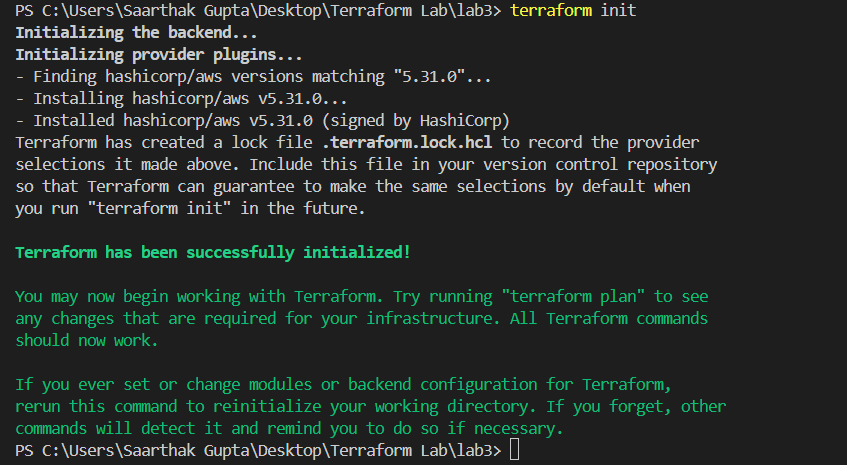 PS C:\Users\Saarthak Gupta\Desktop\Terraform Lab\lab3> terraform init
Initializing the backend...
Initializing provider plugins...
- Finding hashicorp/aws versions matching "5.31.0"...
- Installing hashicorp/aws v5.31.0...
- Installed hashicorp/aws v5.31.0 (signed by HashiCorp)
Terraform has created a lock file .terraform.lock.hcl to record the provider
selections it made above. Include this file in your version control repository
so that Terraform can guarantee to make the same selections by default when
you run "terraform init" in the future.
Terraform has been successfully initialized!
You may now begin working with Terraform. Try running "terraform plan" to see
any changes that are required for your infrastructure. All Terraform commands
should now work.
If you ever set or change modules or backend configuration for Terraform,
rerun this command to reinitialize your working directory. If you forget, other
commands will detect it and remind you to do so if necessary.
PS C:\Users\Saarthak Gupta\Desktop\Terraform Lab\lab3>